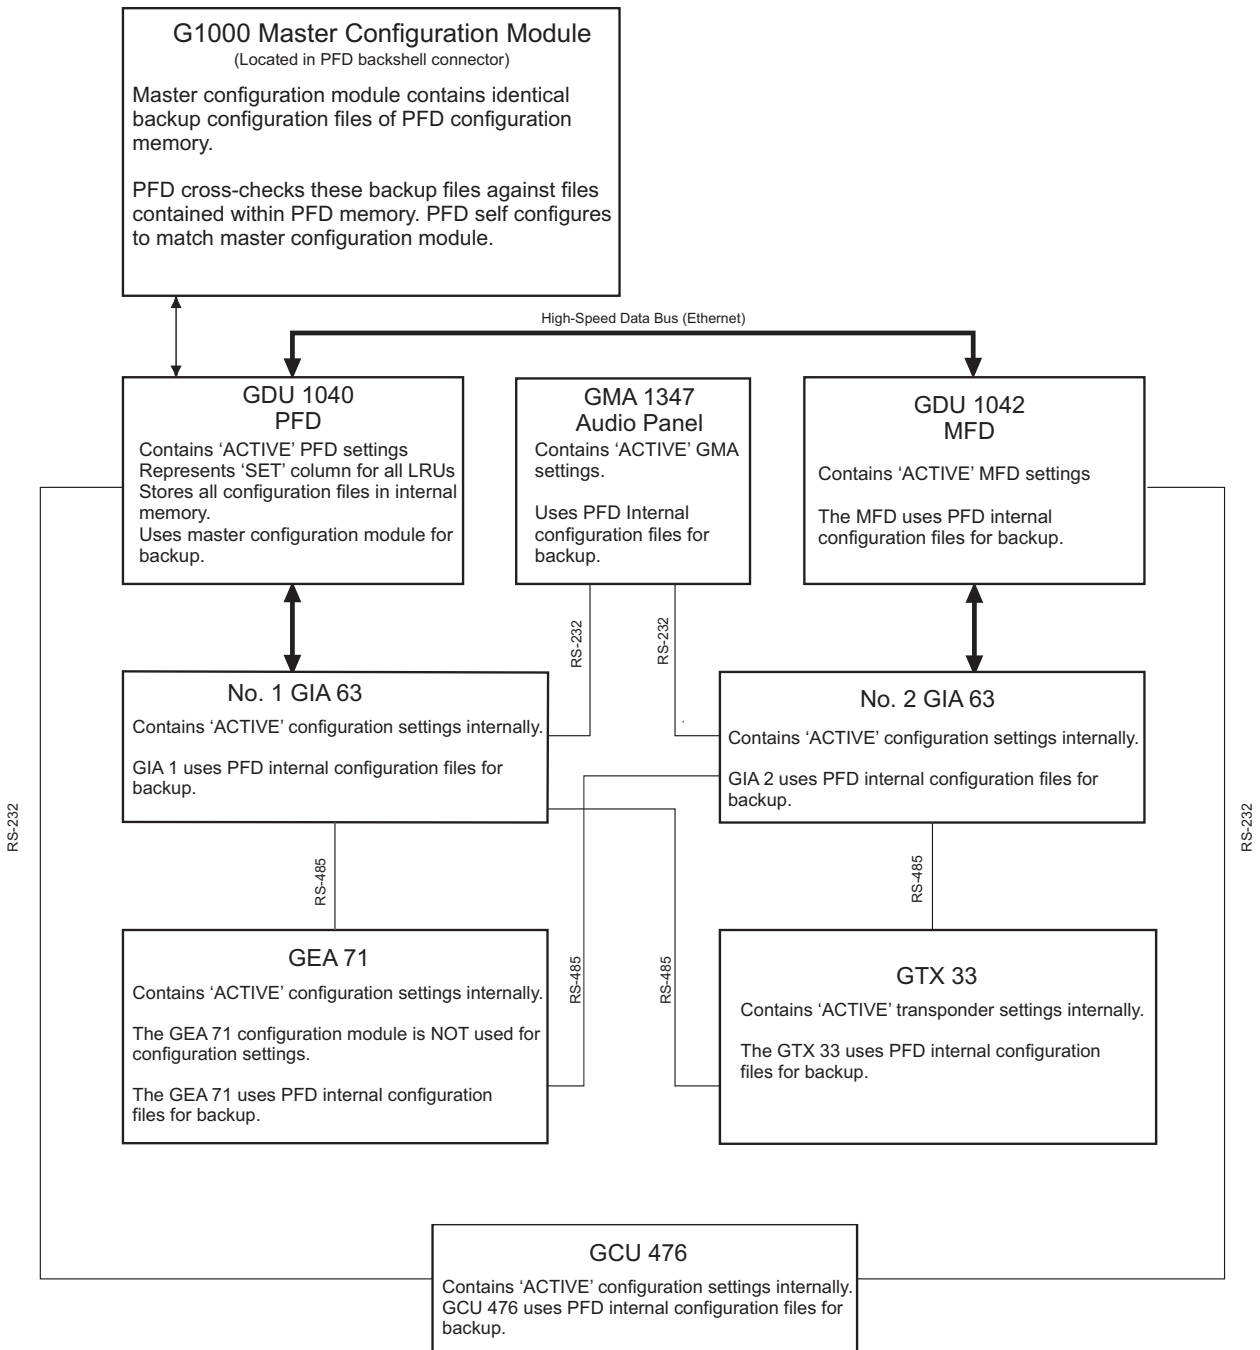 G1000 Master Configuration Module
(Located in PFD backshell connector)
Master configuration module contains identical
backup configuration files of PFD configuration
memory.
PFD cross-checks these backup files against files
contained within PFD memory. PFD self configures
to match master configuration module.
High-Speed Data Bus (Ethernet)
GDU 1040
PFD
Contains ‘ACTIVE’ PFD settings
Represents ‘SET’ column for all LRUs
Stores all configuration files in internal
memory.
Uses master configuration module for
backup.
GMA 1347
Audio Panel
Contains ‘ACTIVE’ GMA
settings.
Uses PFD Internal
configuration files for
backup.
GDU 1042
MFD
Contains ‘ACTIVE’ MFD settings
The MFD uses PFD internal
configuration files for backup.
RS-232
RS-232
No. 1 GIA 63
Contains ‘ACTIVE’ configuration settings internally.
GIA 1 uses PFD internal configuration files for
backup.
No. 2 GIA 63
Contains ‘ACTIVE’ configuration settings internally.
GIA 2 uses PFD internal configuration files for
backup.
RS-232
RS-232
RS-485
RS-485
GEA 71
Contains ‘ACTIVE’ configuration settings internally.
The GEA 71 configuration module is NOT used for
configuration settings.
The GEA 71 uses PFD internal configuration
files for backup.
RS-485
RS-485
GTX 33
Contains ‘ACTIVE’ transponder settings internally.
The GTX 33 uses PFD internal configuration
files for backup.
GCU 476
Contains ‘ACTIVE’ configuration settings internally.
GCU 476 uses PFD internal configuration files for
backup.